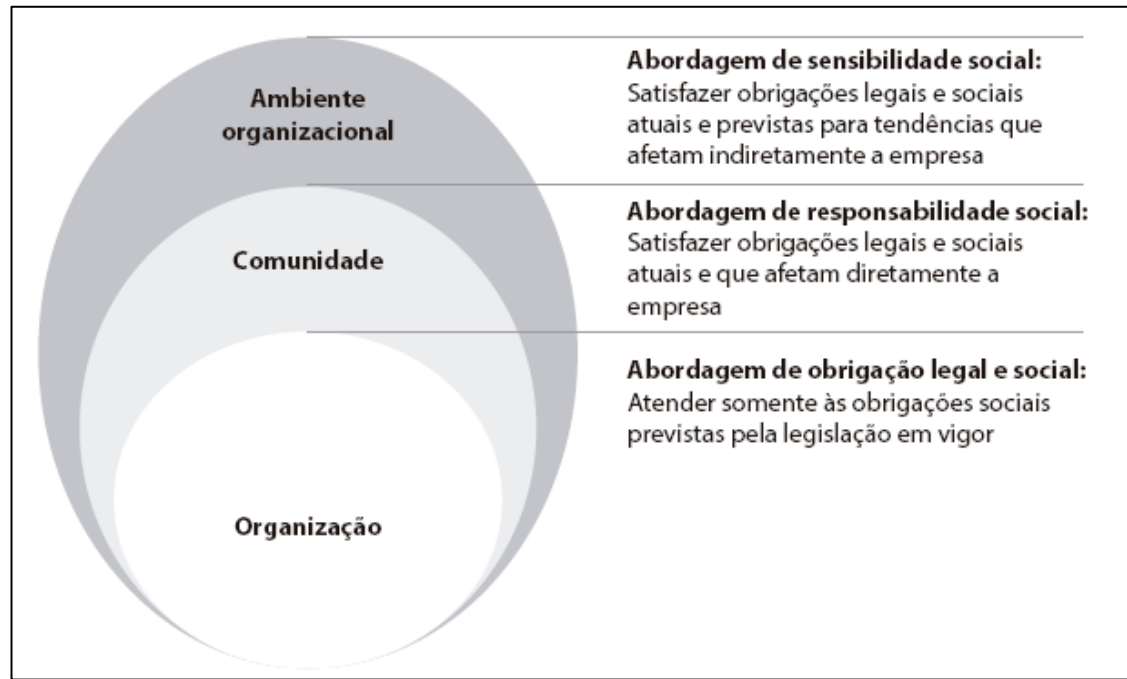 Ambiente
organizacional
Abordagem de sensibilidade social:
Satisfazer obrigações legais e sociais
atuais e previstas para tendências que
afetam indiretamente a empresa
Comunidade
Abordagem de responsabilidade social:
Satisfazer obrigações legais e sociais
atuais e que afetam diretamente a
empresa
Organização
Abordagem de obrigação legal e social:
Atender somente às obrigações sociais
previstas pela legislação em vigor